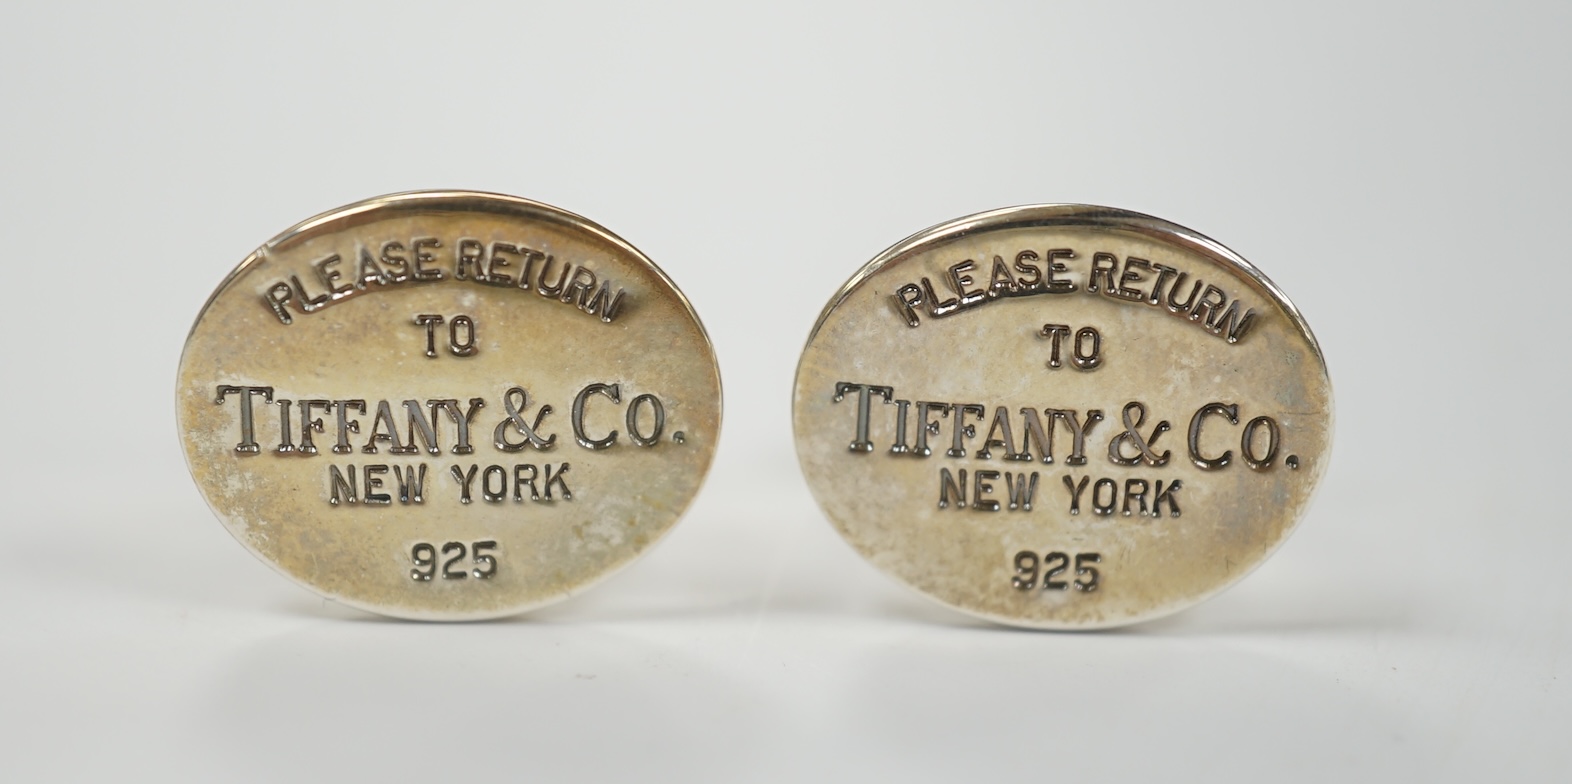 PLEASE RETURN
TO
TIFFANY & CO.
NEW YORK
925
PLEASE RETURN
TO
TIFFANY & CO.
NEW YORK
925